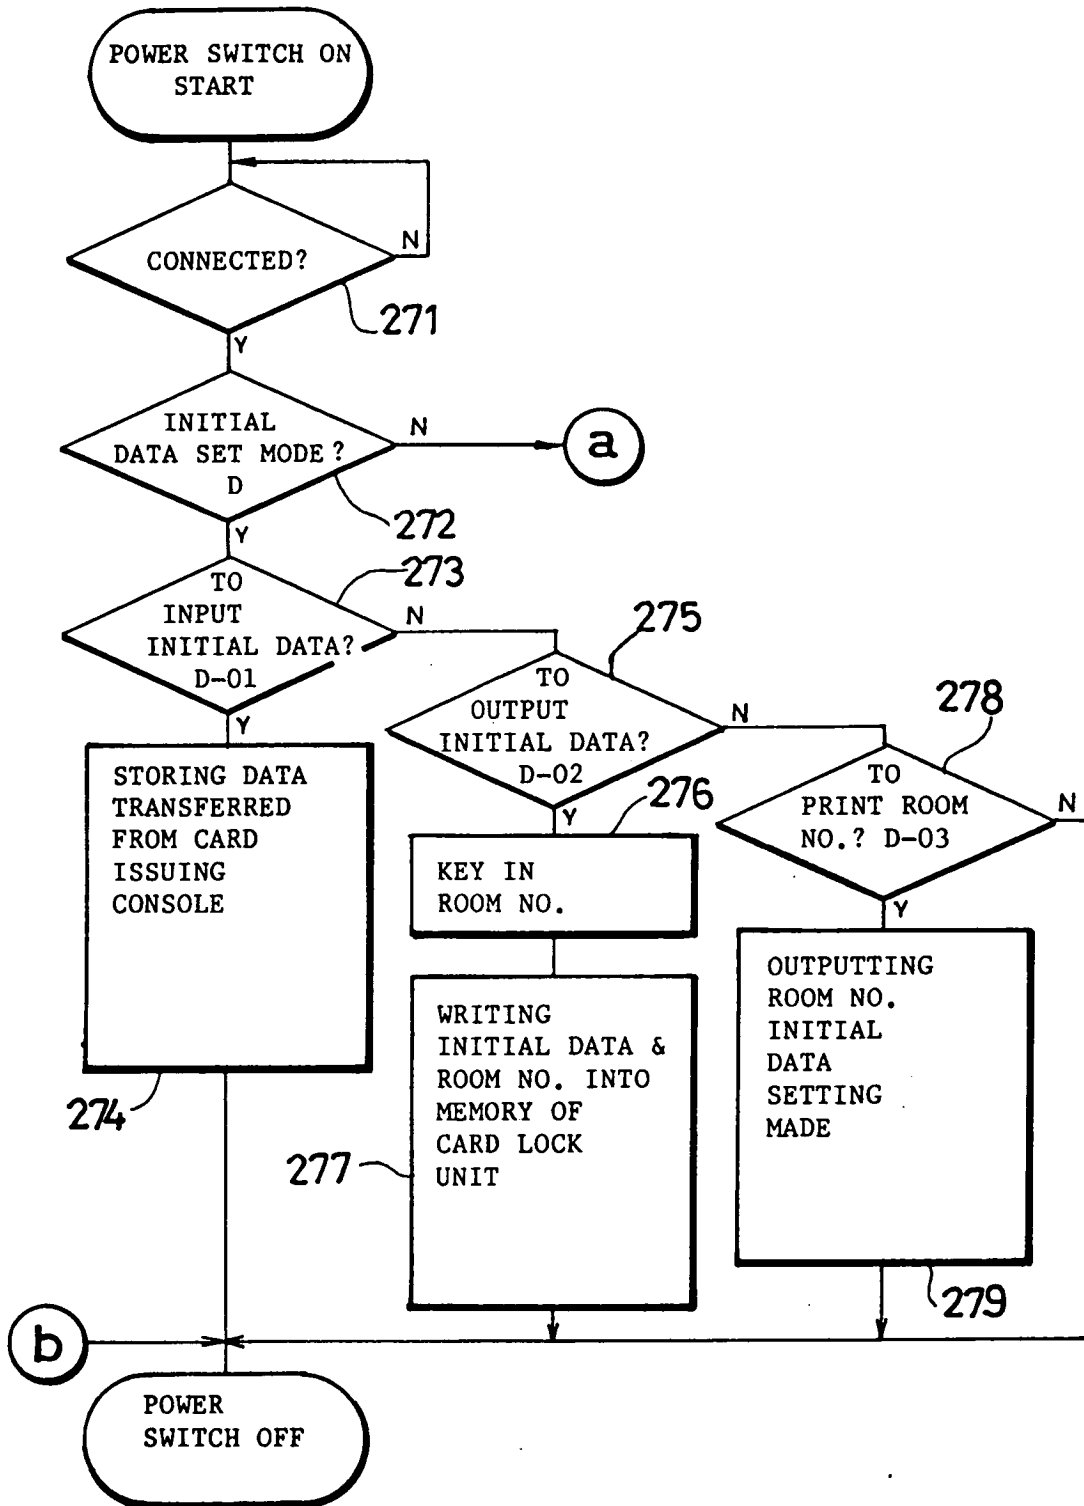 POWER SWITCH ON
START
CONNECTED?
N
271
Y
INITIAL
DATA SET MODE?
D
N
a
272
Y
TO
INPUT
INITIAL DATA?
D-01
273
N
Y
TO
OUTPUT
INITIAL DATA?
D-02
275
N
Y
TO
PRINT ROOM
NO.? D-03
278
N
Y
STORING DATA
TRANSFERRED
FROM CARD
ISSUING
CONSOLE
274
276
KEY IN
ROOM NO.
WRITING
INITIAL DATA &
ROOM NO. INTO
MEMORY OF
CARD LOCK
UNIT
277
OUTPUTTING
ROOM NO.
INITIAL
DATA
SETTING
MADE
279
b
POWER
SWITCH OFF